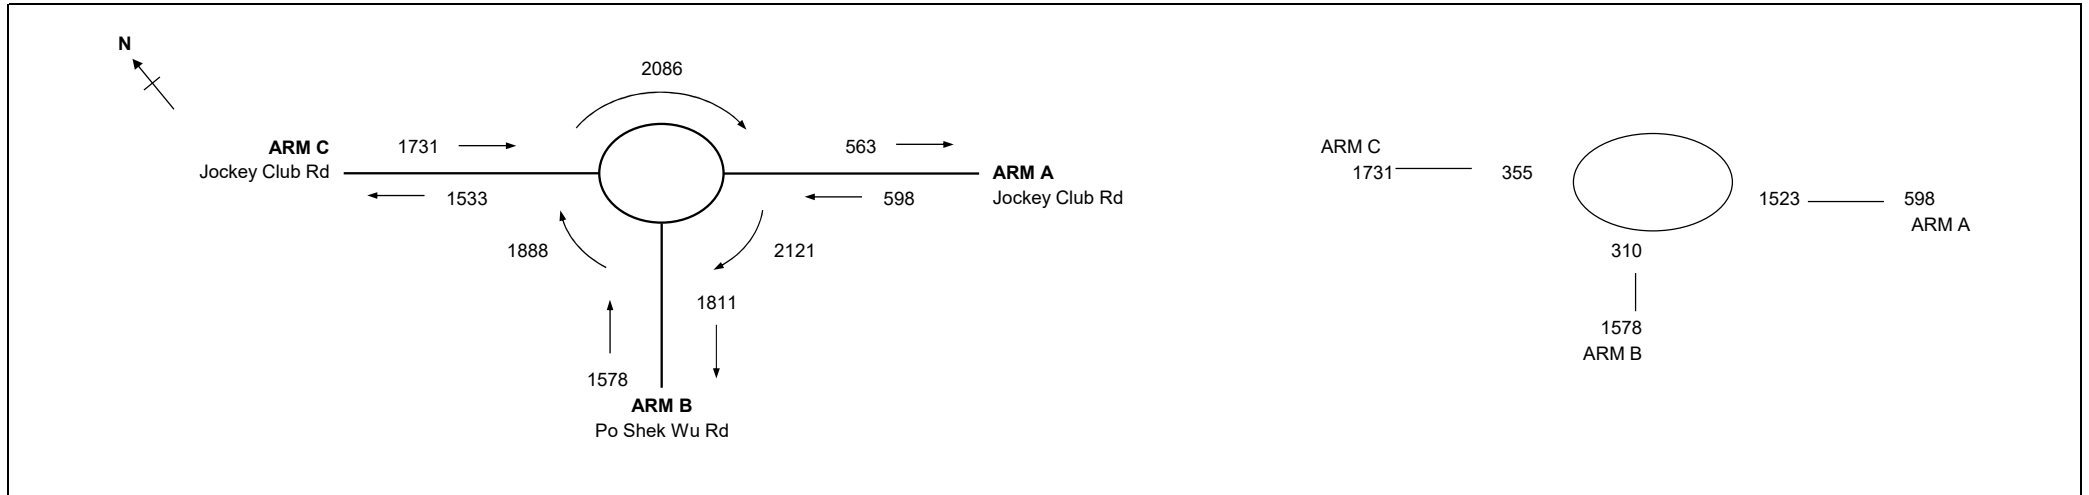 N
2086
ARM C
1731
563
Jockey Club Rd
ARM A
1533
598
Jockey Club Rd
1888
2121
1811
1578
ARM B
Po Shek Wu Rd
ARM C
1731
355
1523
598
ARM A
310
1578
ARM B